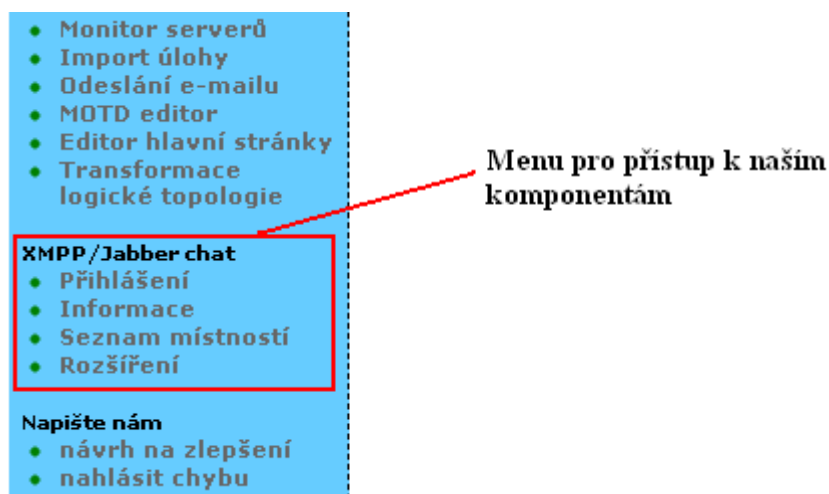 Monitor serverů
Import úlohy
Odeslání e-mailu
MOTD editor
Editor hlavní stránky
Transformace
logické topologie
Menu pro přístup k naším
komponentám
XMPP/Jabber chat
Přihlášení
Informace
Seznam místností
Rozšíření
Napište nám
návrh na zlepšení
nahlásit chybu